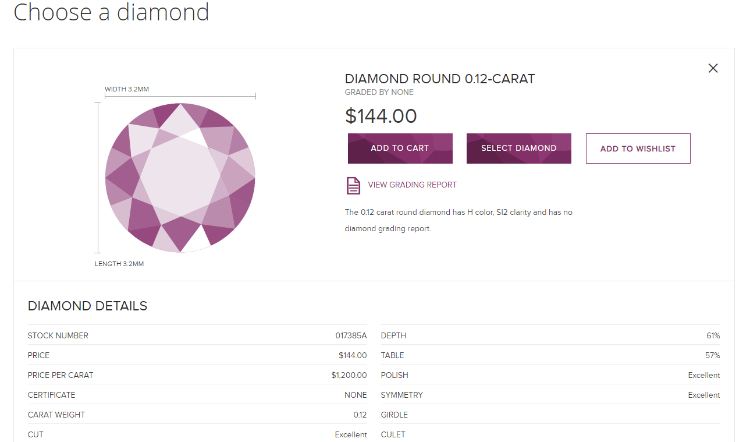 Choose a diamond
WIDTH 3.2MM
LENGTH 3.2MM
DIAMOND ROUND 0.12-CARAT
GRADED BY NONE
$144.00
ADD TO CART
SELECT DIAMOND
ADD TO WISHLIST
VIEW GRADING REPORT
The 0.12 carat round diamond has H color, SI2 clarity and has no
diamond grading report.
DIAMOND DETAILS
STOCK NUMBER 017385A
PRICE $144.00
PRICE PER CARAT $1,200.00
CERTIFICATE NONE
CARAT WEIGHT 0.12
CUT Excellent
DEPTH 61%
TABLE 57%
POLISH Excellent
SYMMETRY Excellent
GIRDLE
CULET